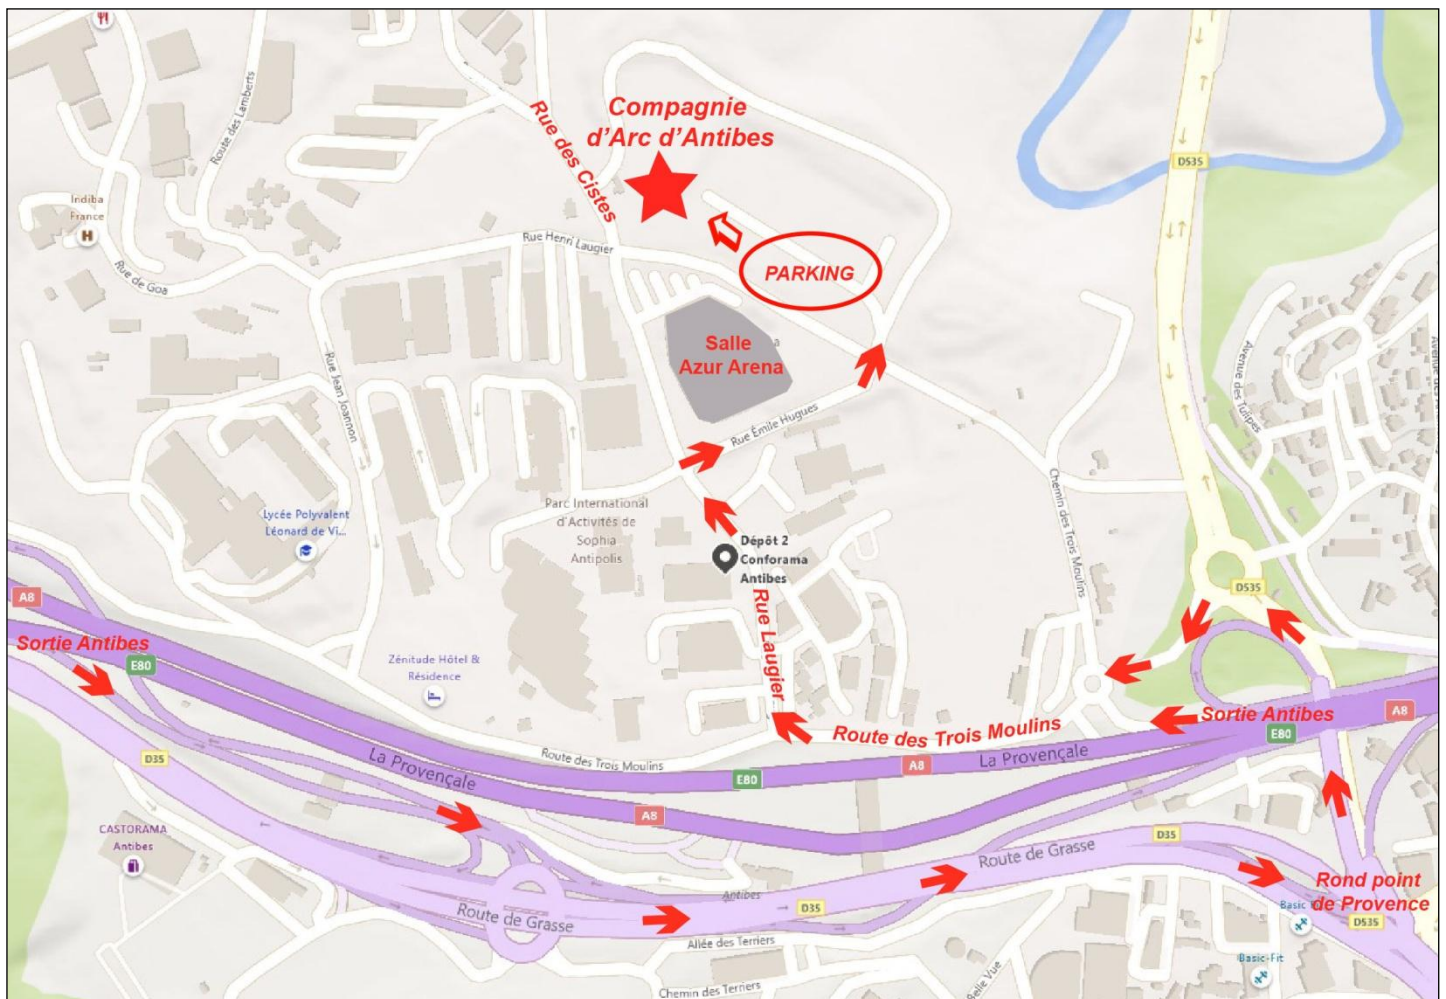 Route des Lamberts
Compagnie
d'Arc d'Antibes
Rue des Cistes
D535
Indiba
France
H
Rue de Goa
Rue Henri Laugier
PARKING
Salle
Azur Arena
Rue Jean Joannon
Rue Émile Hugues
Avenue des Tulipes
Chemin des Trois Moulins
Lycée Polyvalent
Léonard de Vi...
Parc International
d'Activités de
Sophia
Antipolis
Dépôt 2
Conforama
Antibes
D535
A8
Sortie Antibes
E80
Rue Laugier
Zénitude Hôtel &
Résidence
Route des Trois Moulins
Sortie Antibes
A8
E80
D35
La Provençale
Route des Trois Moulins
E80
A8
La Provençale
A8
CASTORAMA
Antibes
D35
Route de Grasse
Rond point
de Provence
Antibes
D35
Basic
D535
Route de Grasse
Allée des Terriers
Basic-Fit
Chemin des Terriers
Belle Vue